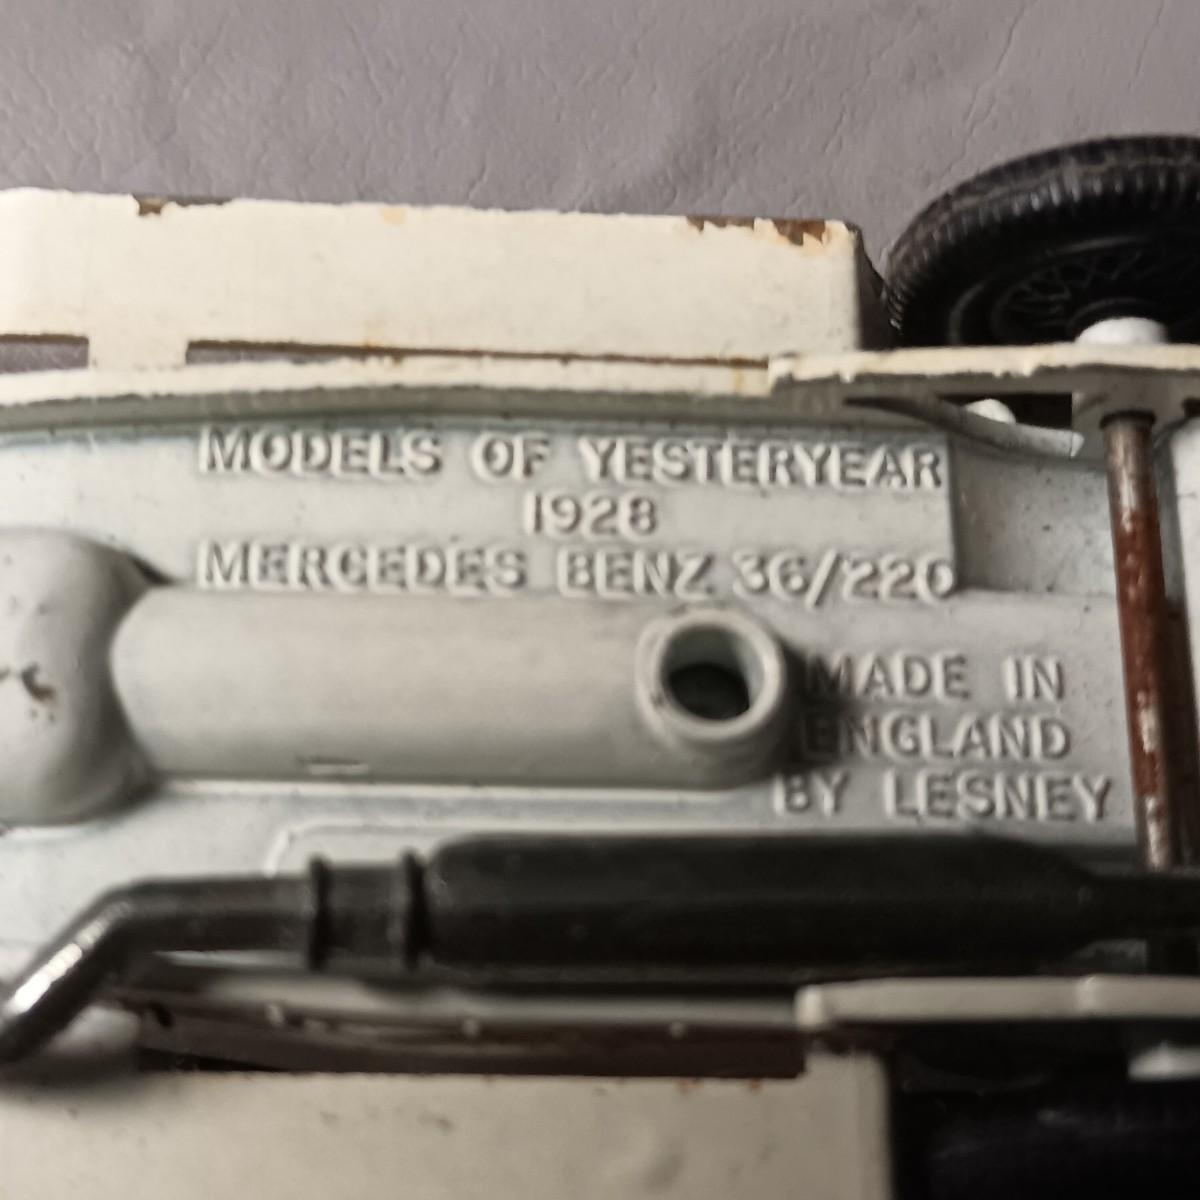 MODELS OF YESTERYEAR
1928
MERCEDES BENZ 36/220
MADE IN
ENGLAND
BY LESNEY